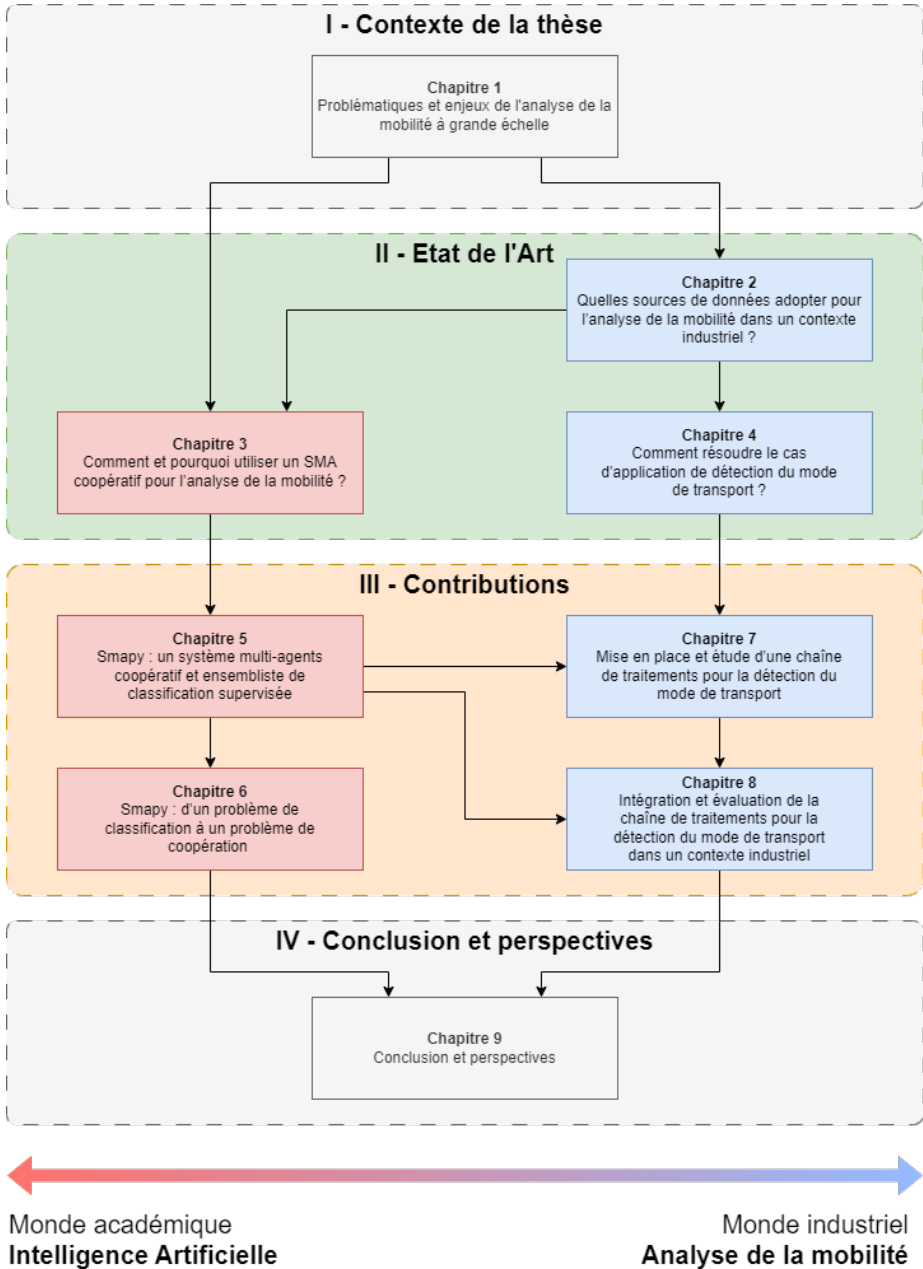 I - Contexte de la thèse
Chapitre 1
Problématiques et enjeux de l'analyse de la
mobilité à grande échelle
II - Etat de l'Art
Chapitre 2
Quelles sources de données adopter pour
l'analyse de la mobilité dans un contexte
industriel ?
Chapitre 3
Comment et pourquoi utiliser un SMA
coopératif pour l'analyse de la mobilité ?
Chapitre 4
Comment résoudre le cas
d'application de détection du mode
de transport ?
III - Contributions
Chapitre 5
Smapy : un système multi-agents
coopératif et ensembliste de
classification supervisée
Chapitre 7
Mise en place et étude d'une chaîne
de traitements pour la détection du
mode de transport
Chapitre 6
Smapy : d'un problème de
classification à un problème de
coopération
Chapitre 8
Intégration et évaluation de la
chaîne de traitements pour la
détection du mode de transport
dans un contexte industriel
IV - Conclusion et perspectives
Chapitre 9
Conclusion et perspectives
Monde académique
Intelligence Artificielle
Monde industriel
Analyse de la mobilité